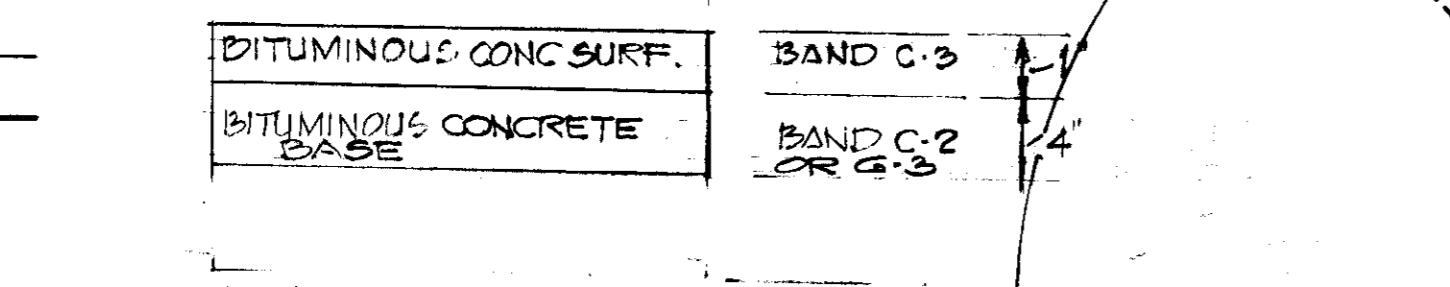 BITUMINOUS CONC SURF.
BAND C-3
1"
BITUMINOUS CONCRETE
BASE
BAND C-2
OR G-3
4"